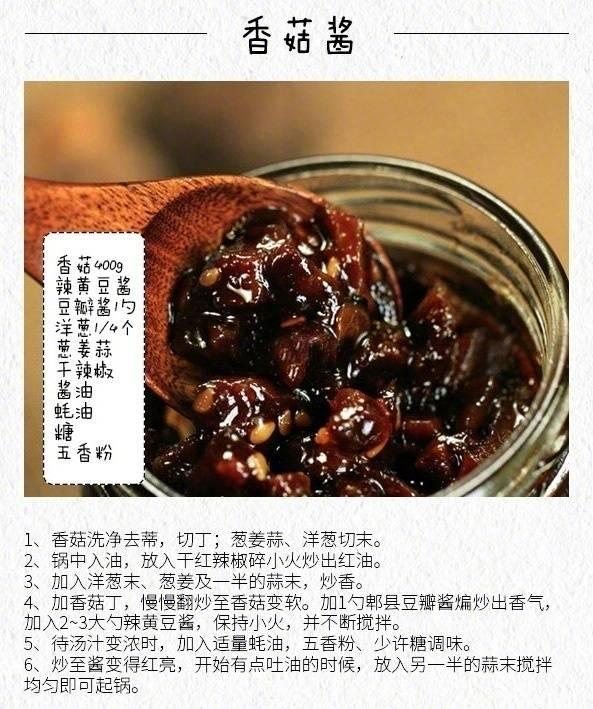 香菇酱
香菇400g
辣黄豆酱
豆瓣酱1勺
洋葱1/4个
葱姜蒜
干辣椒
酱油
蚝油
糖
五香粉
1、香菇洗净去蒂，切丁；葱姜蒜、洋葱切末。
2、锅中入油，放入干红辣椒碎小火炒出红油。
3、加入洋葱末、葱姜及一半的蒜末，炒香。
4、加香菇丁，慢慢翻炒至香菇变软。加1勺郫县豆瓣酱煸炒出香气，
加入2~3大勺辣黄豆酱，保持小火，并不断搅拌。
5、待汤汁变浓时，加入适量蚝油，五香粉、少许糖调味。
6、炒至酱变得红亮，开始有点吐油的时候，放入另一半的蒜末搅拌
均匀即可起锅。